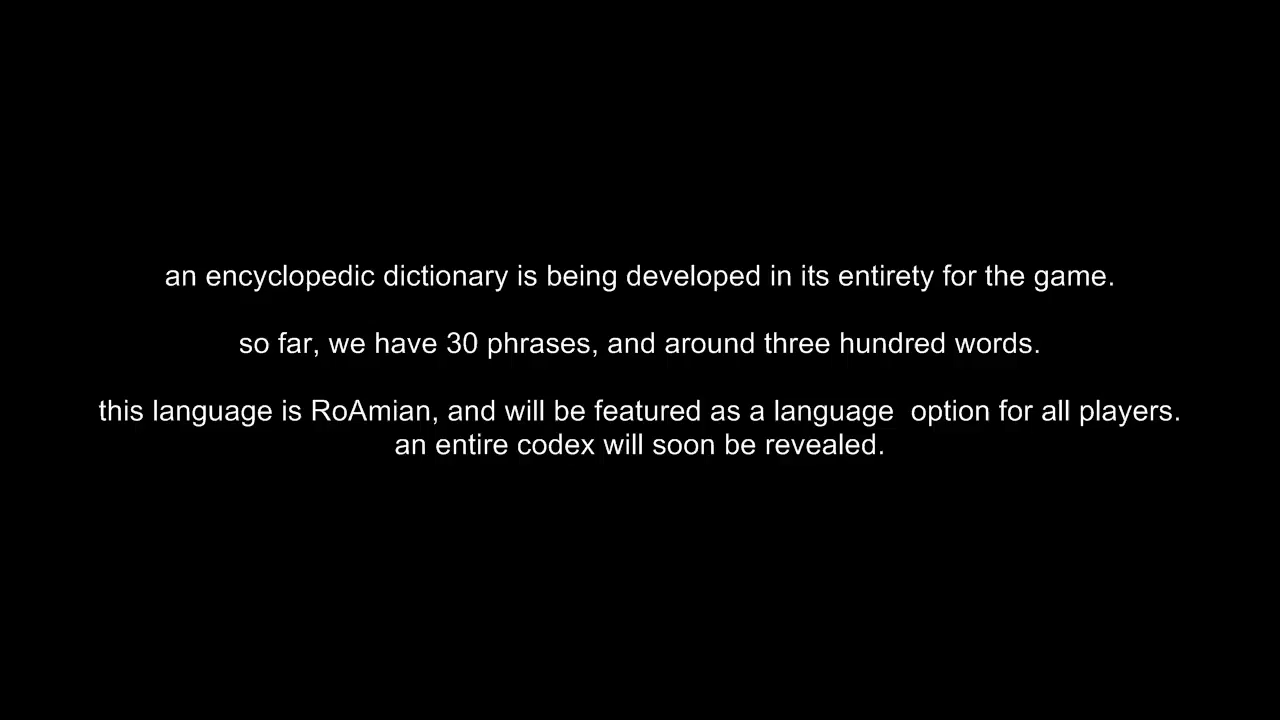 an encyclopedic dictionary is being developed in its entirety for the game.
so far, we have 30 phrases, and around three hundred words.
this language is RoAmian, and will be featured as a language  option for all players.
an entire codex will soon be revealed.